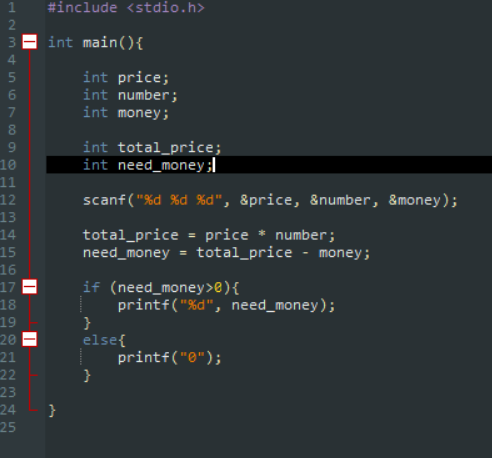 1 #include <stdio.h>
2
3 int main(){
4
5 int price;
6 int number;
7 int money;
8
9 int total_price;
10 int need_money;
11
12 scanf("%d %d %d", &price, &number, &money);
13
14 total_price = price * number;
15 need_money = total_price - money;
16
17 if (need_money>0){
18 printf("%d", need_money);
19 }
20 else{
21 printf("0");
22 }
23
24 }
25